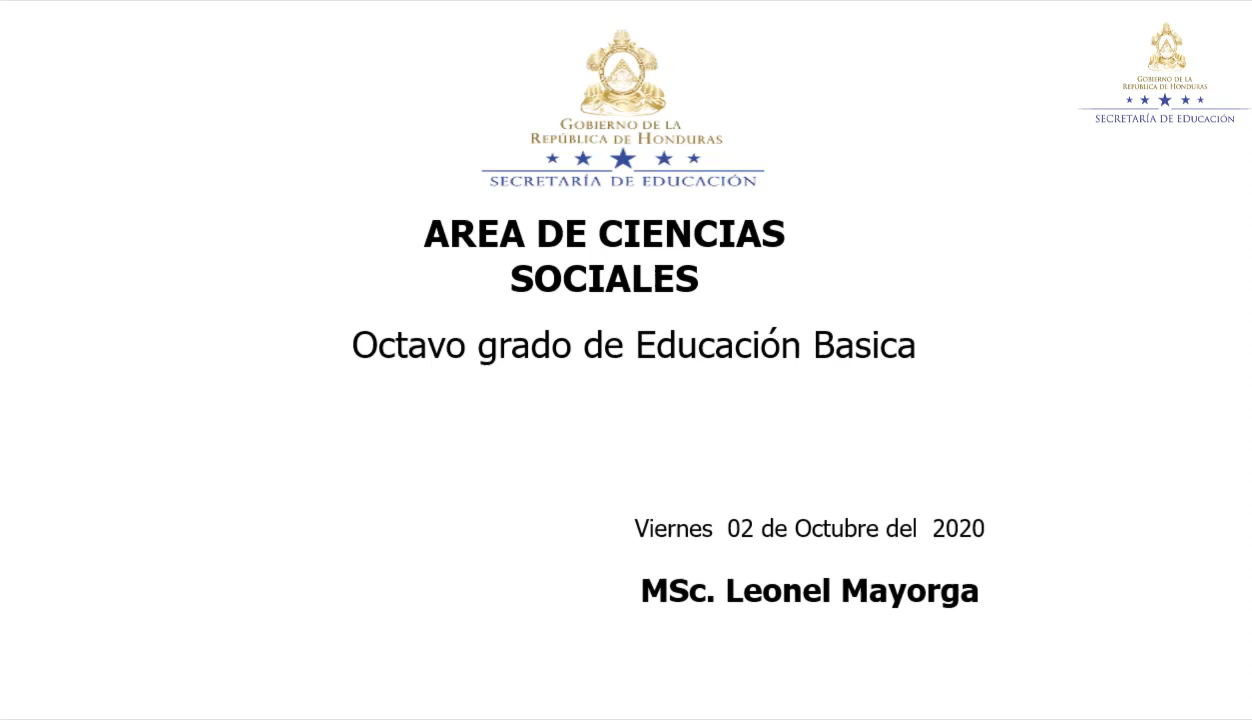 GOBIERNO DE LA
REPÚBLICA DE HONDURAS
SECRETARÍA DE EDUCACIÓN
GOBIERNO DE LA
REPÚBLICA DE HONDURAS
SECRETARÍA DE EDUCACIÓN
AREA DE CIENCIAS
SOCIALES
Octavo grado de Educación Basica
Viernes  02 de Octubre del  2020
MSc. Leonel Mayorga